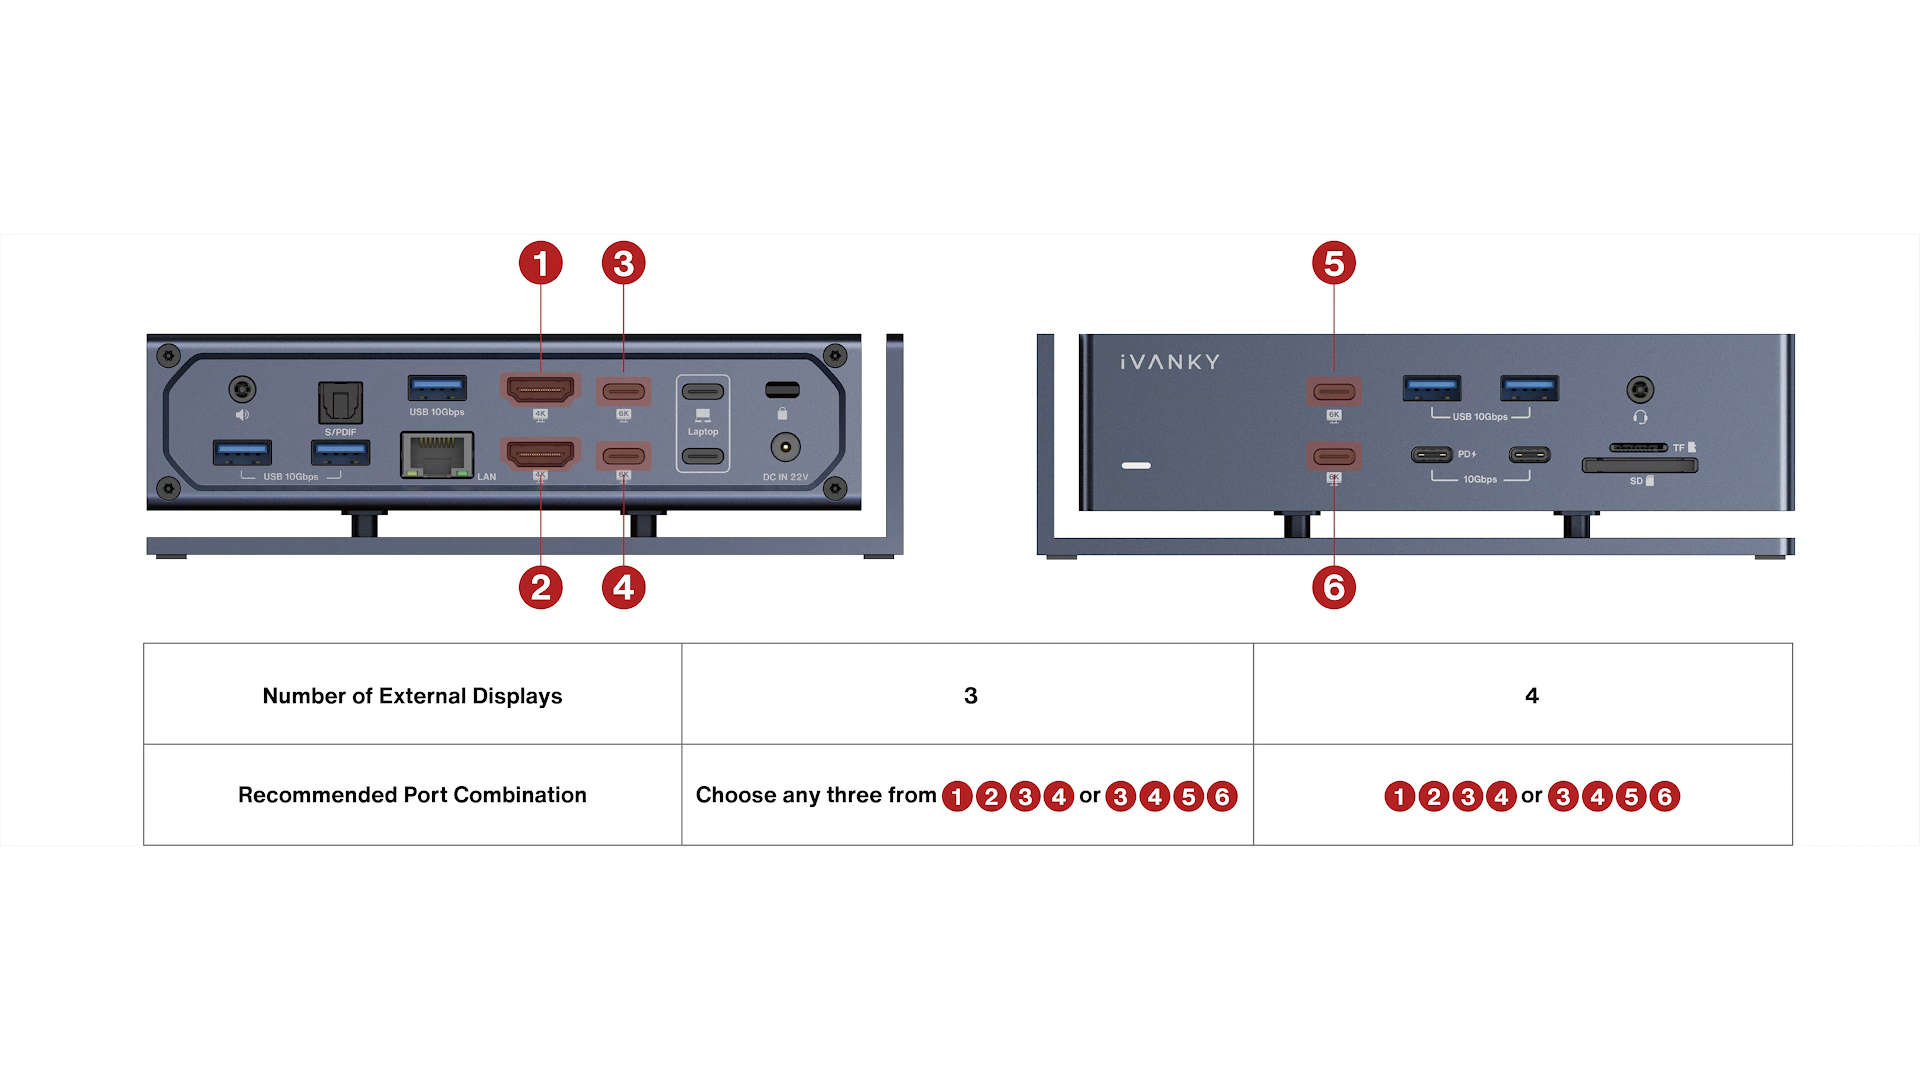 1 3 5
iVANKY
USB 10Gbps
4K 6K
S/PDIF
Laptop
USB 10Gbps
LAN
4K 6K
DC IN 22V
6K
USB 10Gbps
TF
PD
6K
10Gbps
SD
2 4 6
Number of External Displays 3 4
Recommended Port Combination Choose any three from 1 2 3 4 or 3 4 5 6 1 2 3 4 or 3 4 5 6